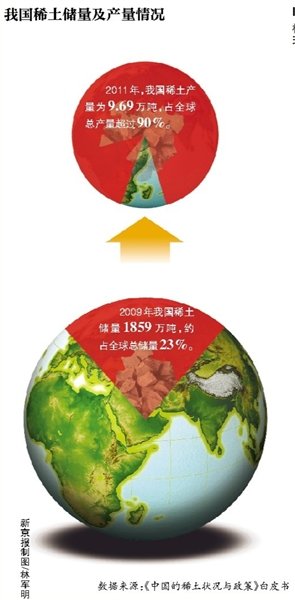 我国稀土储量及产量情况
2011年，我国稀土产
量为9.69万吨，占全球
总产量超过90%。
2009年我国稀土
储量1859万吨，约
占全球总储量23%。
新京报制图/林军明
数据来源：《中国的稀土状况与政策》白皮书